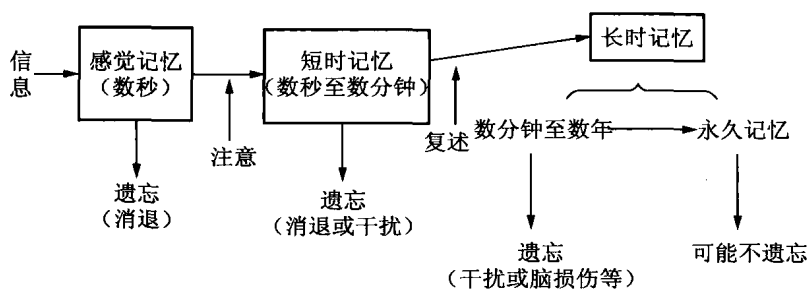 信
息
感觉记忆
（数秒）
注意
短时记忆
（数秒至数分钟）
复述
长时记忆
数分钟至数年
永久记忆
遗忘
（消退）
遗忘
（消退或干扰）
遗忘
（干扰或脑损伤等）
可能不遗忘